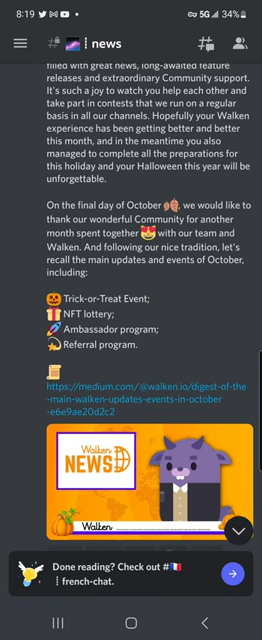 8:19
5G 34%
news
filled with great news, long-awaited feature
releases and extraordinary Community support.
It's such a joy to watch you help each other and
take part in contests that we run on a regular
basis in all our channels. Hopefully your Walken
experience has been getting better and better
this month, and in the meantime you also
managed to complete all the preparations for
this holiday and your Halloween this year will be
unforgettable.
On the final day of October 🍂, we would like to
thank our wonderful Community for another
month spent together 😻 with our team and
Walken. And following our nice tradition, let's
recall the main updates and events of October,
including:
🎃 Trick-or-Treat Event;
🎁 NFT lottery;
🚀 Ambassador program;
💫 Referral program.
https://medium.com/@walken.io/digest-of-the
-main-walken-updates-events-in-october
-e6e9ae20d2c2
Walken
NEWS
Walken
Done reading? Check out #🇫🇷
┊french-chat.